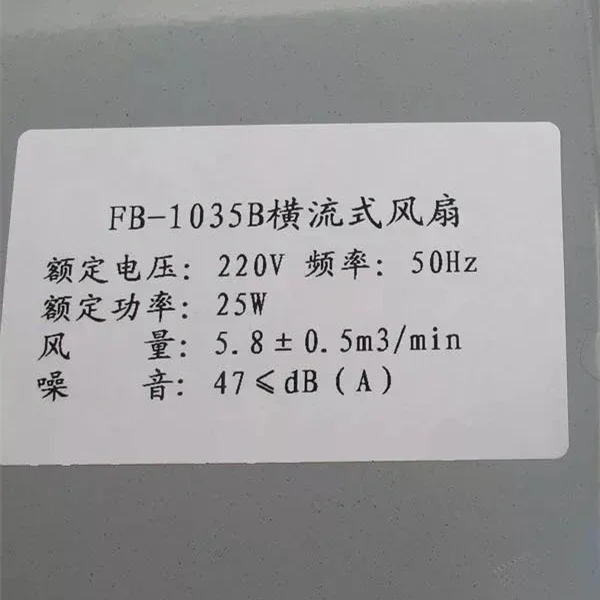 FB-1035B横流式风扇
额定电压: 220V 频率: 50Hz
额定功率: 25W
风 量: 5.8±0.5m3/min
噪 音: 47≤dB(A)